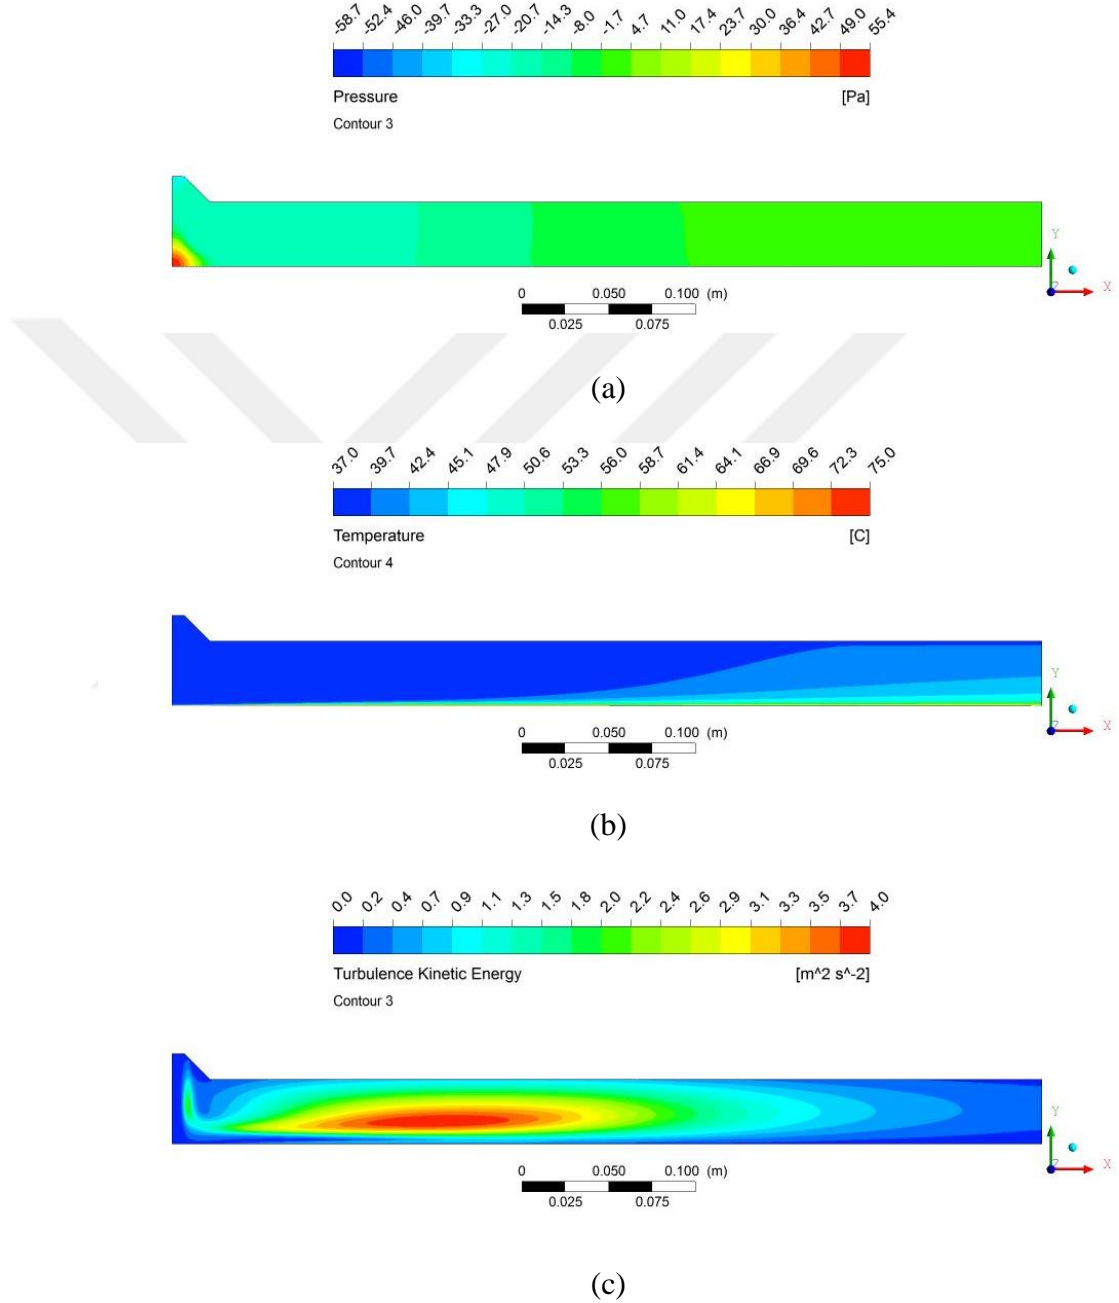 -58.7 -52.4 -46.0 -39.7 -33.3 -27.0 -20.7 -14.3 -8.0 -1.7 4.7 11.0 17.4 23.7 30.0 36.4 42.7 49.0 55.4
Pressure [Pa]
Contour 3
Y
0 0.050 0.100 (m)
Z X
0.025 0.075
(a)
37.0 39.7 42.4 45.1 47.9 50.6 53.3 56.0 58.7 61.4 64.1 66.9 69.6 72.3 75.0
Temperature [C]
Contour 4
Y
0 0.050 0.100 (m)
Z X
0.025 0.075
(b)
0.0 0.2 0.4 0.7 0.9 1.1 1.3 1.5 1.8 2.0 2.2 2.4 2.6 2.9 3.1 3.3 3.5 3.7 4.0
Turbulence Kinetic Energy [m^2 s^-2]
Contour 3
Y
0 0.050 0.100 (m)
Z X
0.025 0.075
(c)